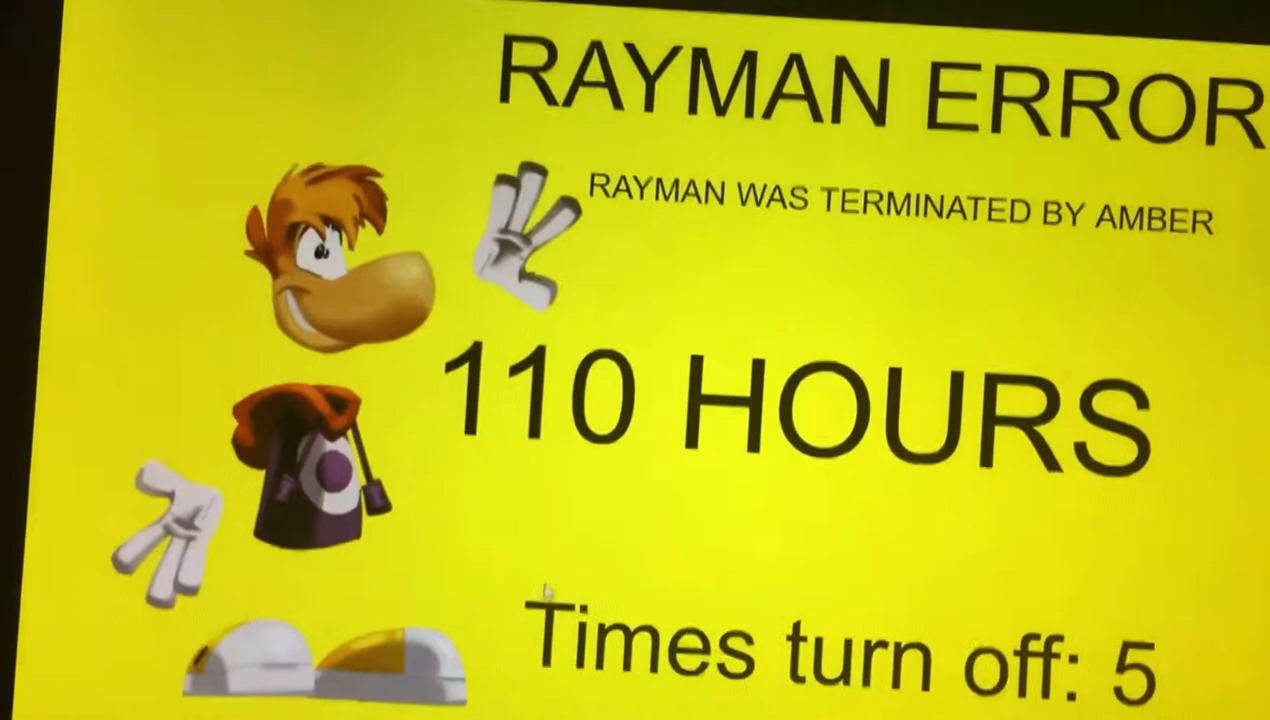 RAYMAN ERROR
RAYMAN WAS TERMINATED BY AMBER
110 HOURS
Times turn off: 5